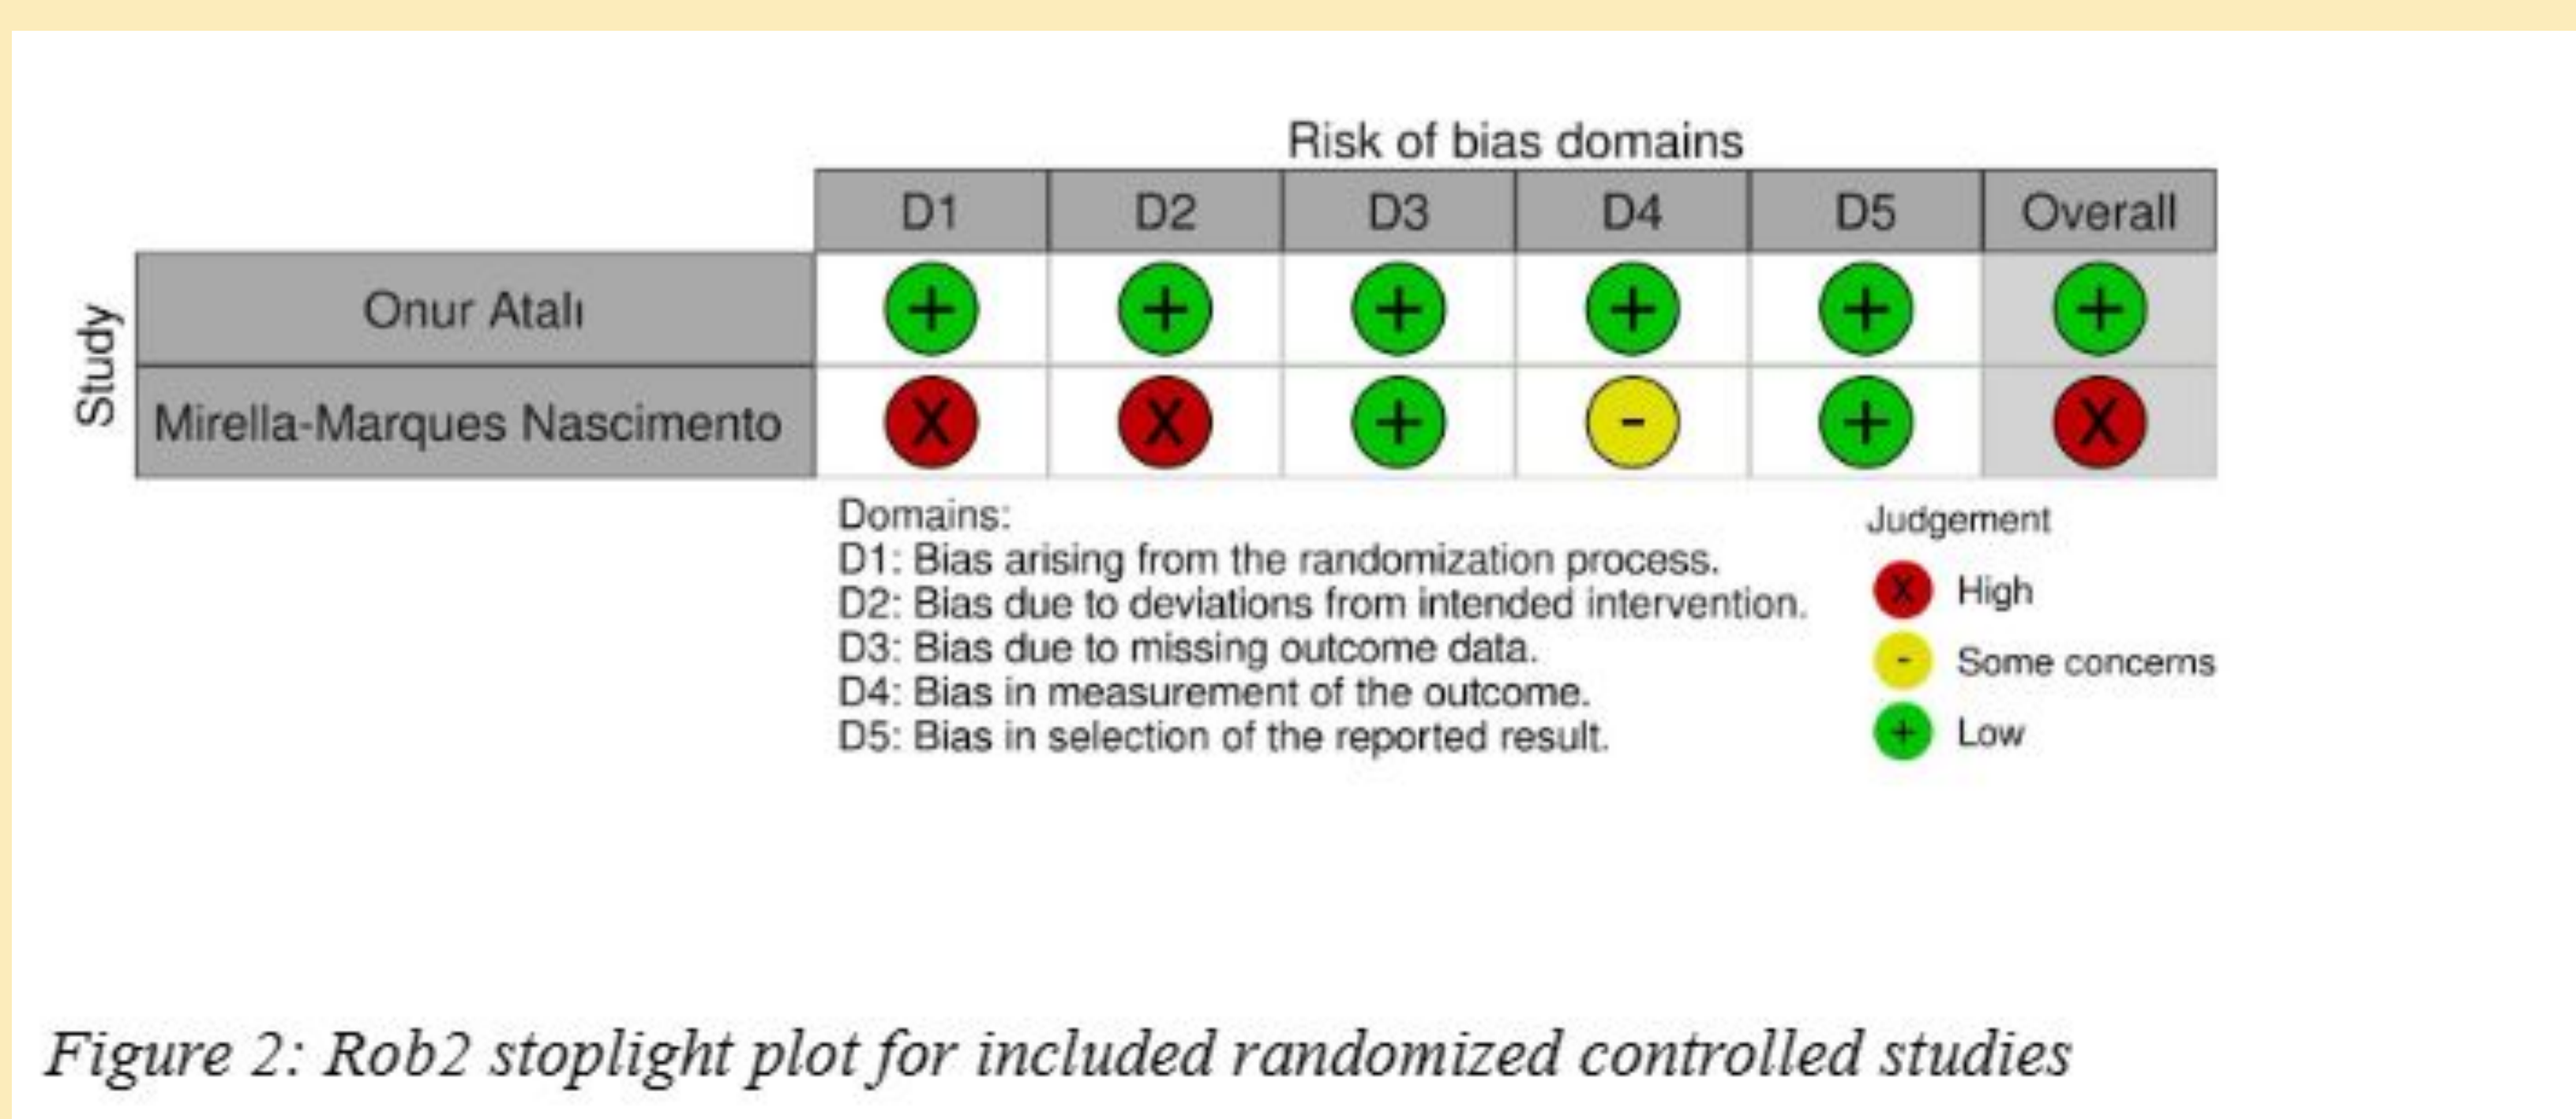 Risk of bias domains
D1 D2 D3 D4 D5 Overall
Study
Onur Atalı + + + + + +
Mirella-Marques Nascimento X X + - + X
Domains:
D1: Bias arising from the randomization process.
D2: Bias due to deviations from intended intervention.
D3: Bias due to missing outcome data.
D4: Bias in measurement of the outcome.
D5: Bias in selection of the reported result.
Judgement
X High
- Some concerns
+ Low
Figure 2: Rob2 stoplight plot for included randomized controlled studies